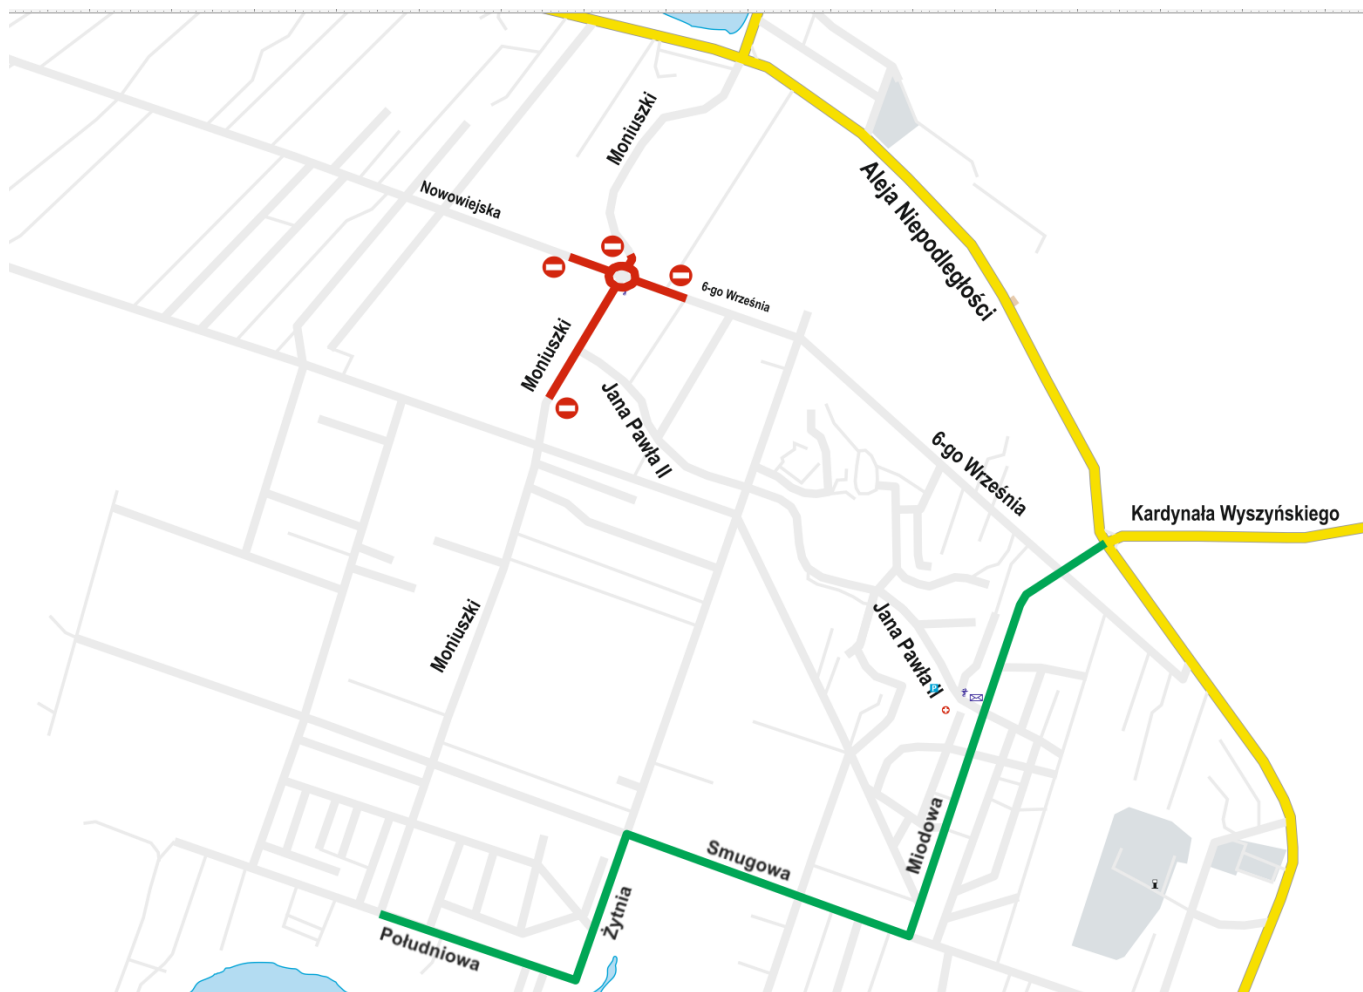 Moniuszki
Nowowiejska
Aleja Niepodległości
6-go Września
Moniuszki
Jana Pawła II
6-go Września
Kardynała Wyszyńskiego
Moniuszki
Jana Pawła II
P
Miodowa
Smugowa
Żytnia
Południowa